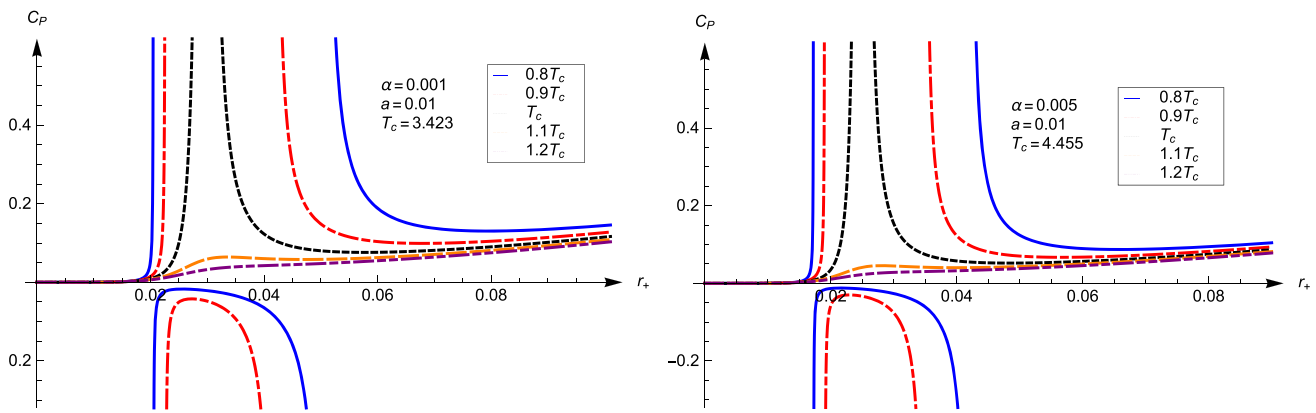 C_P
0.4
0.2
0.2
0.02
0.04
0.06
0.08
r_+
α = 0.001
a = 0.01
T_c = 3.423
0.8T_c
0.9T_c
T_c
1.1T_c
1.2T_c
C_P
0.4
0.2
-0.2
0.02
0.04
0.06
0.08
r_+
α = 0.005
a = 0.01
T_c = 4.455
0.8T_c
0.9T_c
T_c
1.1T_c
1.2T_c